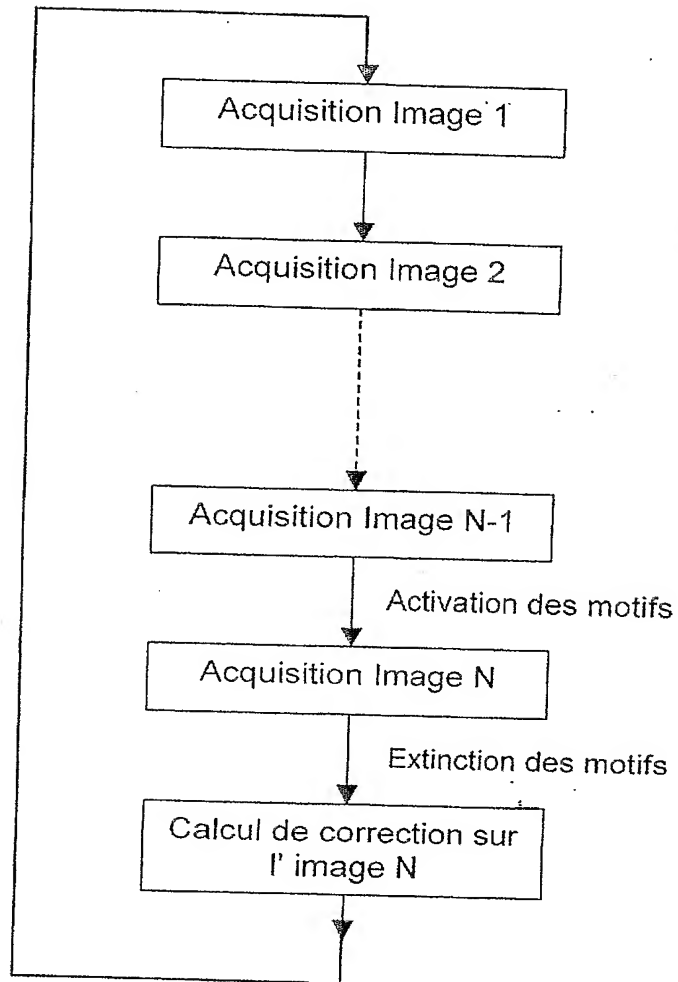 Acquisition Image 1
Acquisition Image 2
Acquisition Image N-1
Activation des motifs
Acquisition Image N
Extinction des motifs
Calcul de correction sur
l' image N